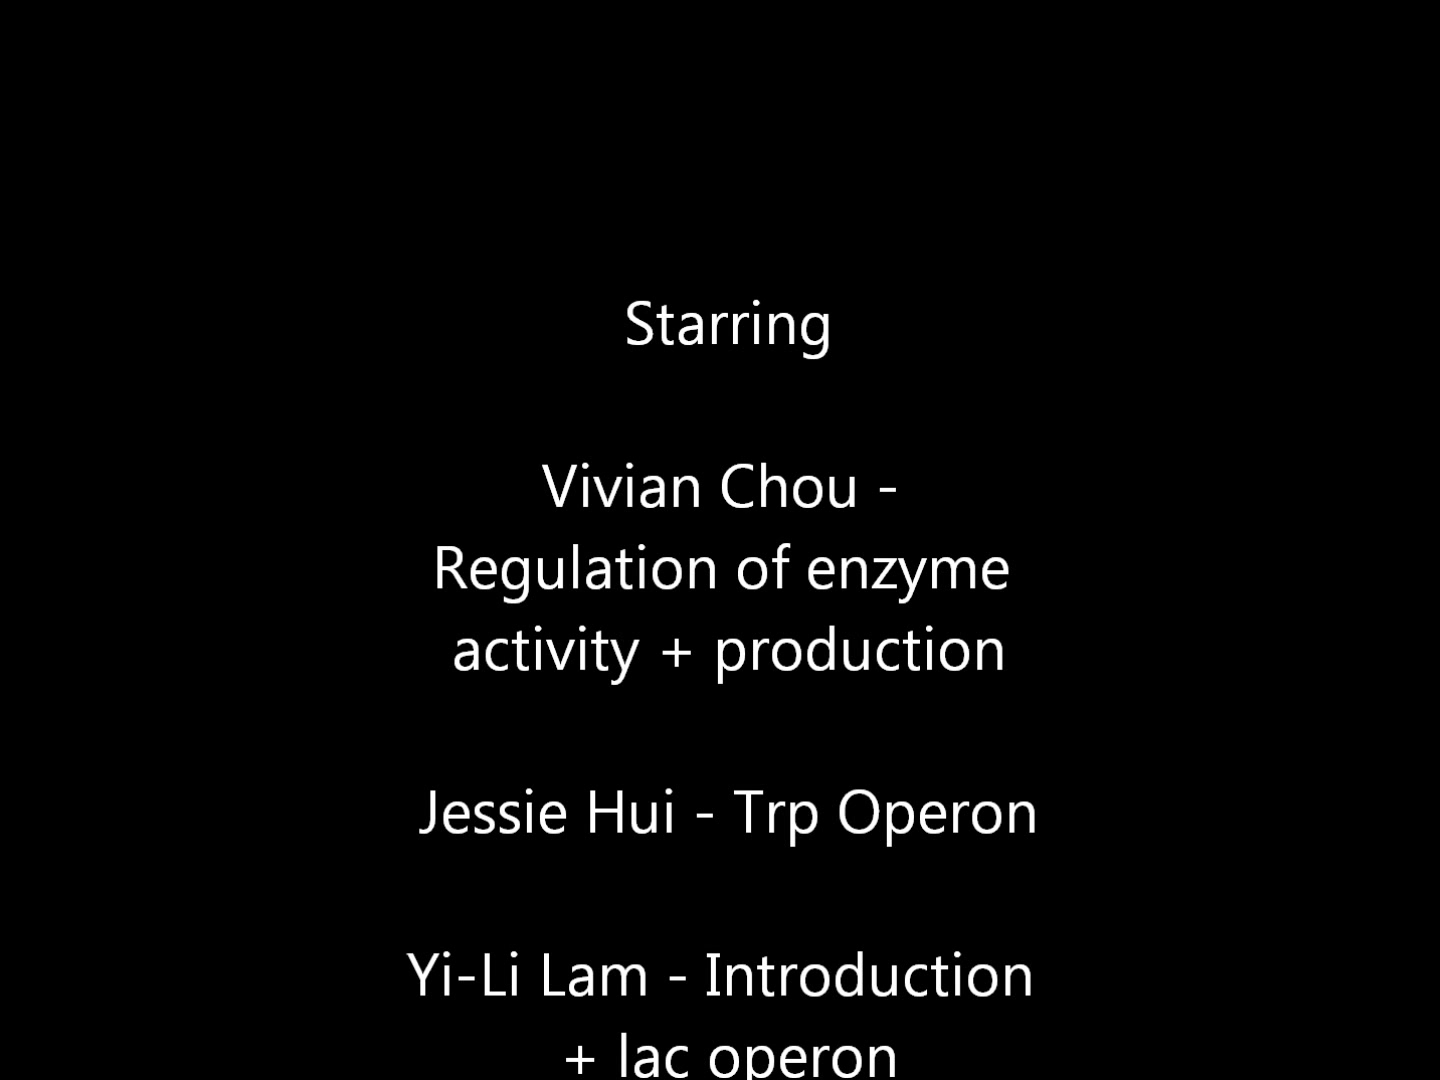 Starring
Vivian Chou -
Regulation of enzyme
activity + production
Jessie Hui - Trp Operon
Yi-Li Lam - Introduction
+ lac operon